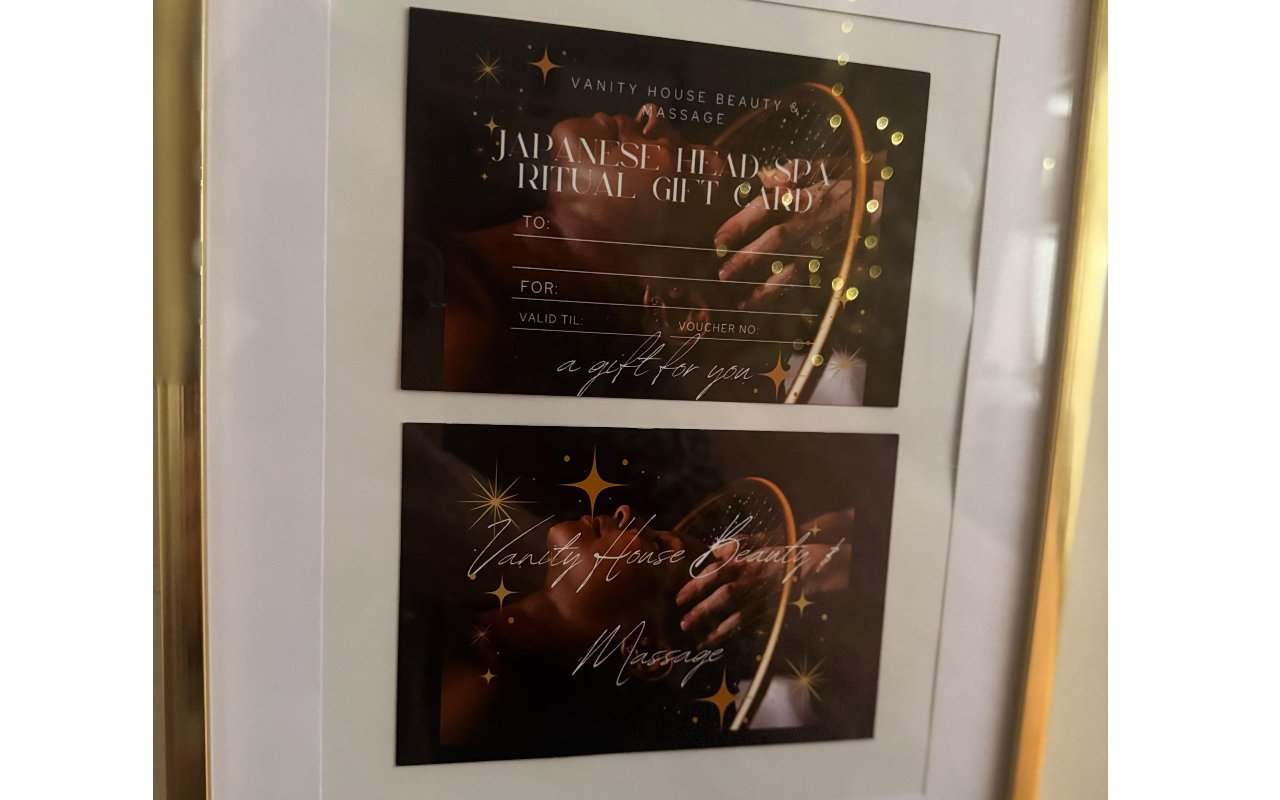 VANITY HOUSE BEAUTY &
MASSAGE
JAPANESE HEAD SPA
RITUAL GIFT CARD
TO:
FOR:
VALID TIL:
VOUCHER NO:
a gift for you
Vanity House Beauty &
Massage